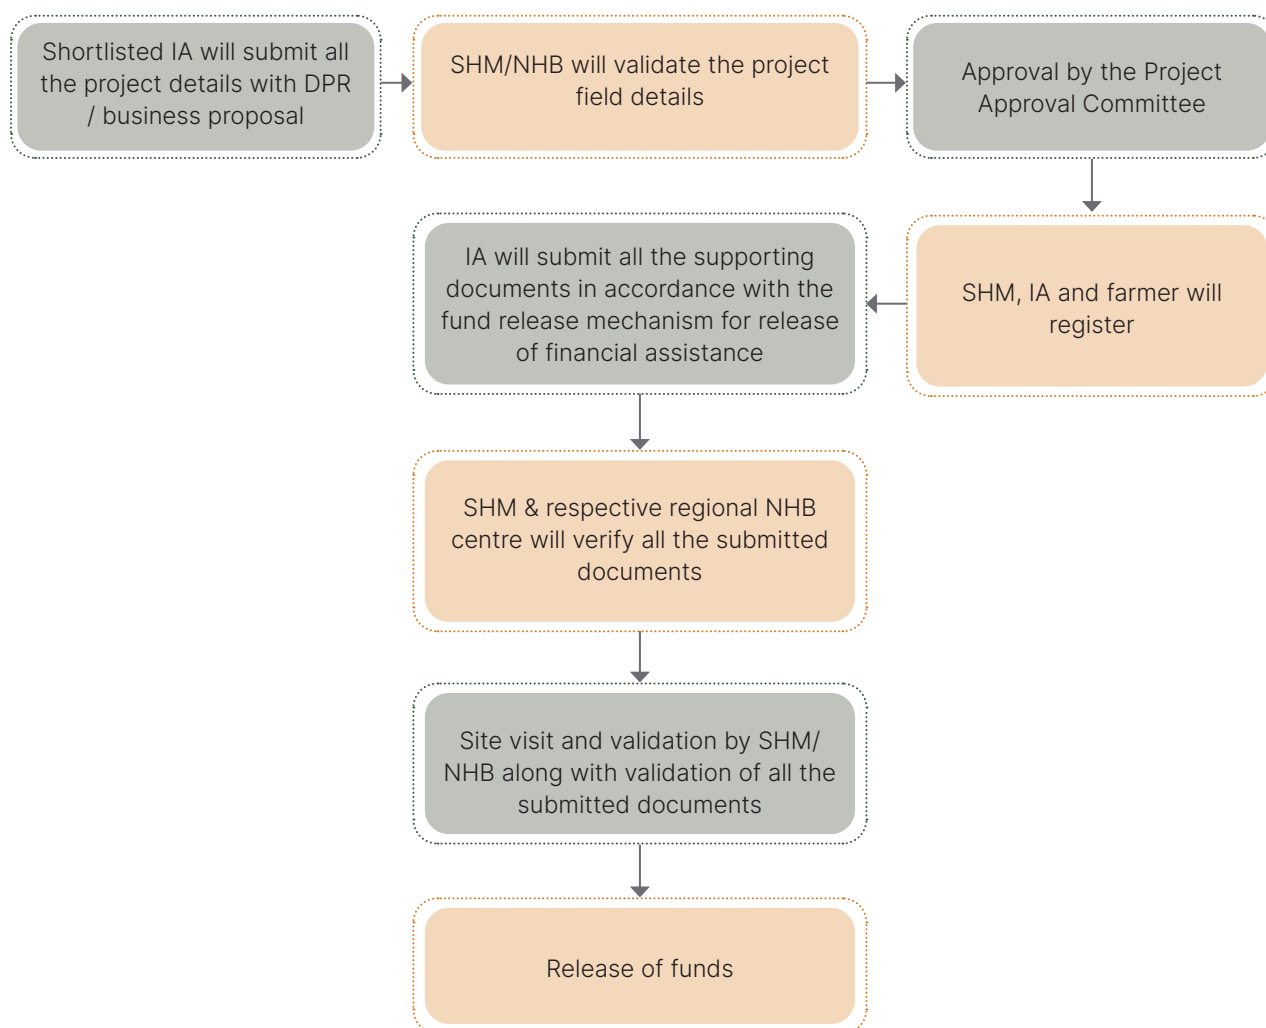 Shortlisted IA will submit all
the project details with DPR
/ business proposal
SHM/NHB will validate the project
field details
Approval by the Project
Approval Committee
SHM, IA and farmer will
register
IA will submit all the supporting
documents in accordance with the
fund release mechanism for release
of financial assistance
SHM & respective regional NHB
centre will verify all the submitted
documents
Site visit and validation by SHM/
NHB along with validation of all the
submitted documents
Release of funds